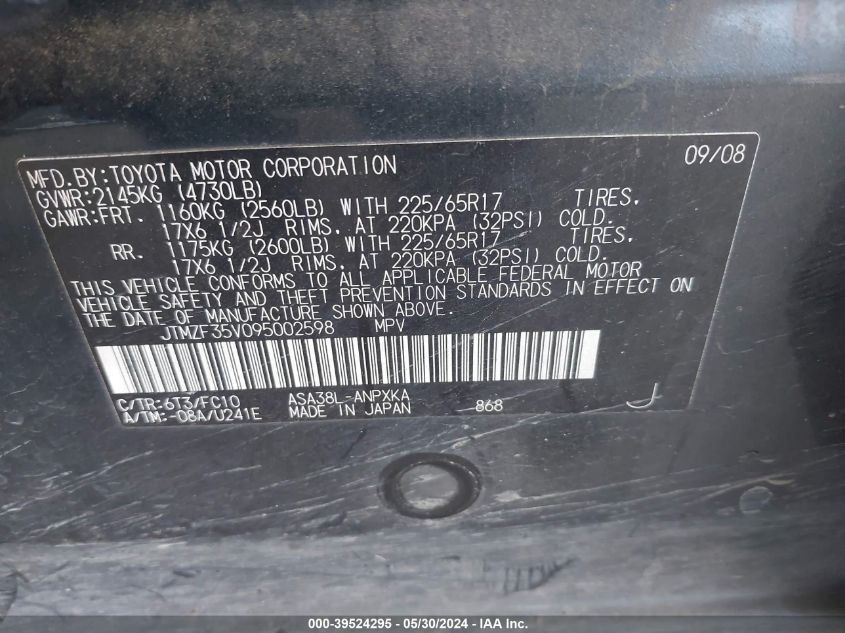 MFD.BY:TOYOTA MOTOR CORPORATION 09/08
GVWR:2145KG (4730LB)
GAWR:FRT. 1160KG (2560LB) WITH 225/65R17 TIRES,
17X6 1/2J RIMS, AT 220KPA (32PSI) COLD.
RR. 1175KG (2600LB) WITH 225/65R17 TIRES,
17X6 1/2J RIMS, AT 220KPA (32PSI) COLD.
THIS VEHICLE CONFORMS TO ALL APPLICABLE FEDERAL MOTOR
VEHICLE SAFETY AND THEFT PREVENTION STANDARDS IN EFFECT ON
THE DATE OF MANUFACTURE SHOWN ABOVE.
JTMZF35V095002598 MPV
C/TR:6T3/FC10 ASA38L-ANPXKA
A/TM:-08A/U241E MADE IN JAPAN 868 J
000-39524295 - 05/30/2024 - IAA Inc.